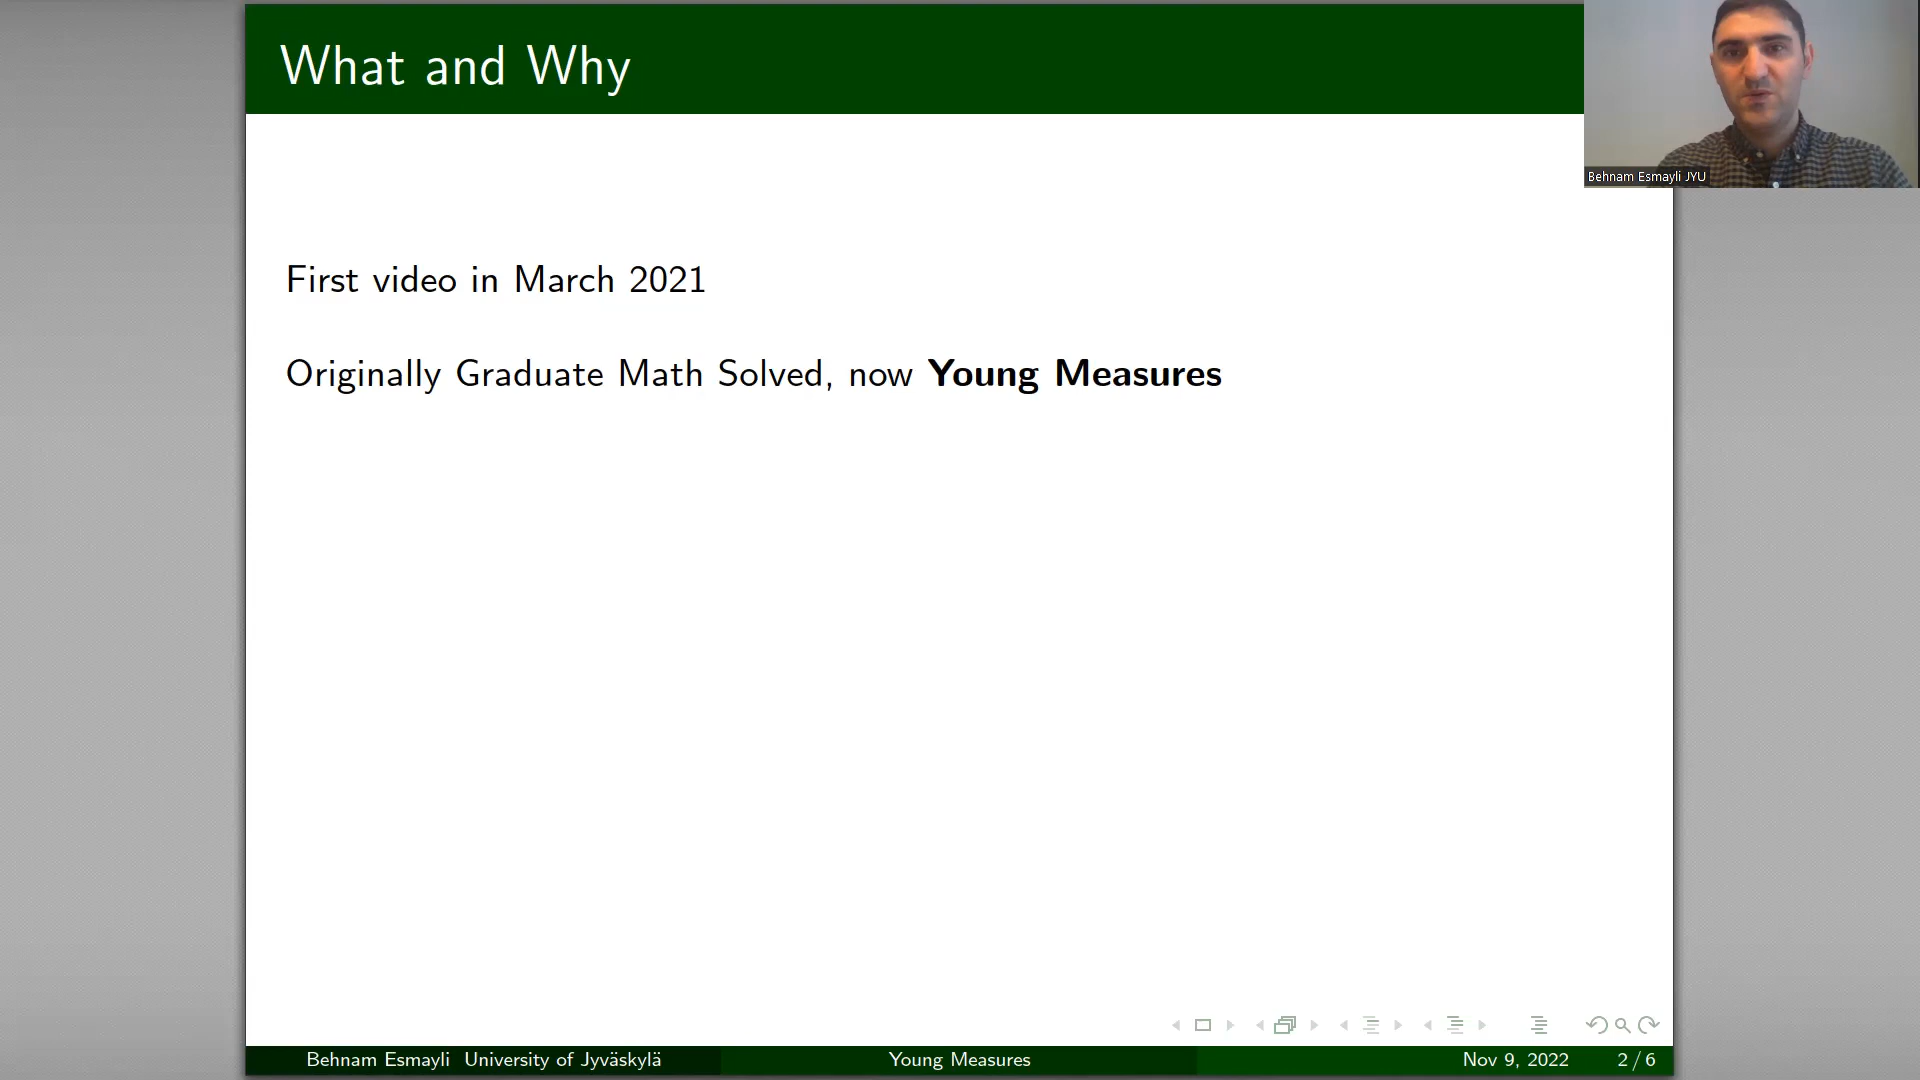 What and Why
Behnam Esmayli JYU
First video in March 2021
Originally Graduate Math Solved, now Young Measures
Behnam Esmayli University of Jyväskylä
Young Measures
Nov 9, 2022
2 / 6